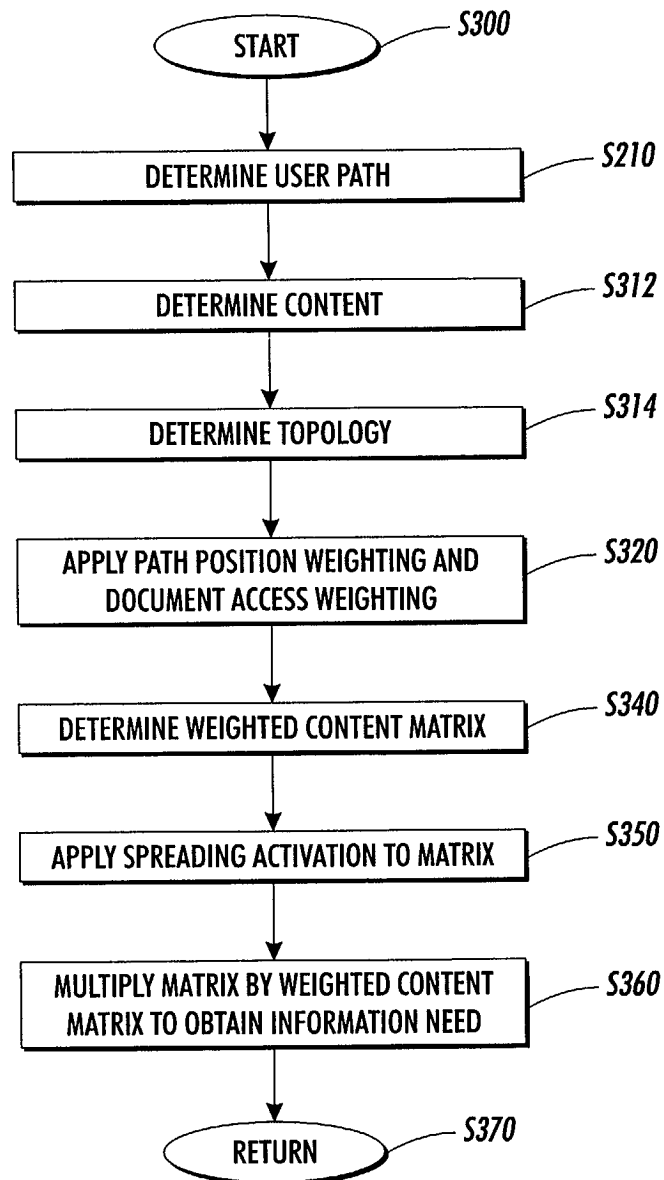 START
S300
DETERMINE USER PATH
S210
DETERMINE CONTENT
S312
DETERMINE TOPOLOGY
S314
APPLY PATH POSITION WEIGHTING AND
DOCUMENT ACCESS WEIGHTING
S320
DETERMINE WEIGHTED CONTENT MATRIX
S340
APPLY SPREADING ACTIVATION TO MATRIX
S350
MULTIPLY MATRIX BY WEIGHTED CONTENT
MATRIX TO OBTAIN INFORMATION NEED
S360
RETURN
S370